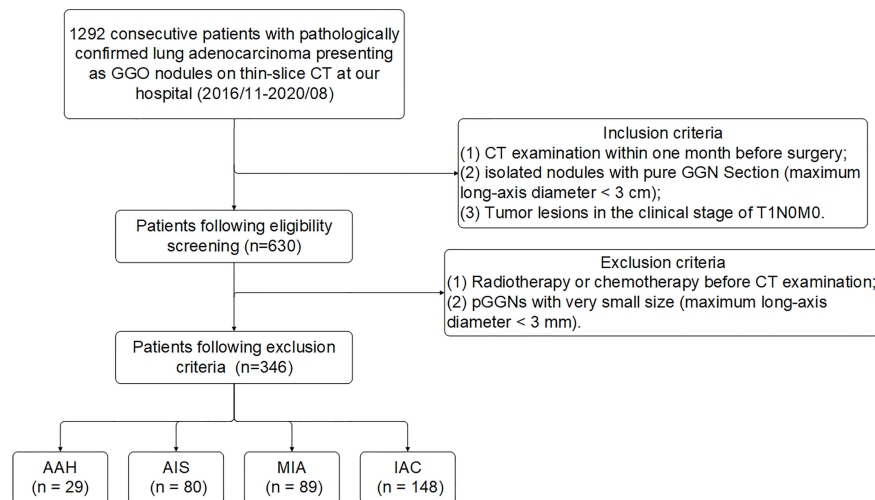 1292 consecutive patients with pathologically
confirmed lung adenocarcinoma presenting
as GGO nodules on thin-slice CT at our
hospital (2016/11-2020/08)
Inclusion criteria
(1) CT examination within one month before surgery;
(2) isolated nodules with pure GGN Section (maximum
long-axis diameter < 3 cm);
(3) Tumor lesions in the clinical stage of T1N0M0.
Patients following eligibility
screening (n=630)
Exclusion criteria
(1) Radiotherapy or chemotherapy before CT examination;
(2) pGGNs with very small size (maximum long-axis
diameter < 3 mm).
Patients following exclusion
criteria (n=346)
AAH
(n = 29)
AIS
(n = 80)
MIA
(n = 89)
IAC
(n = 148)